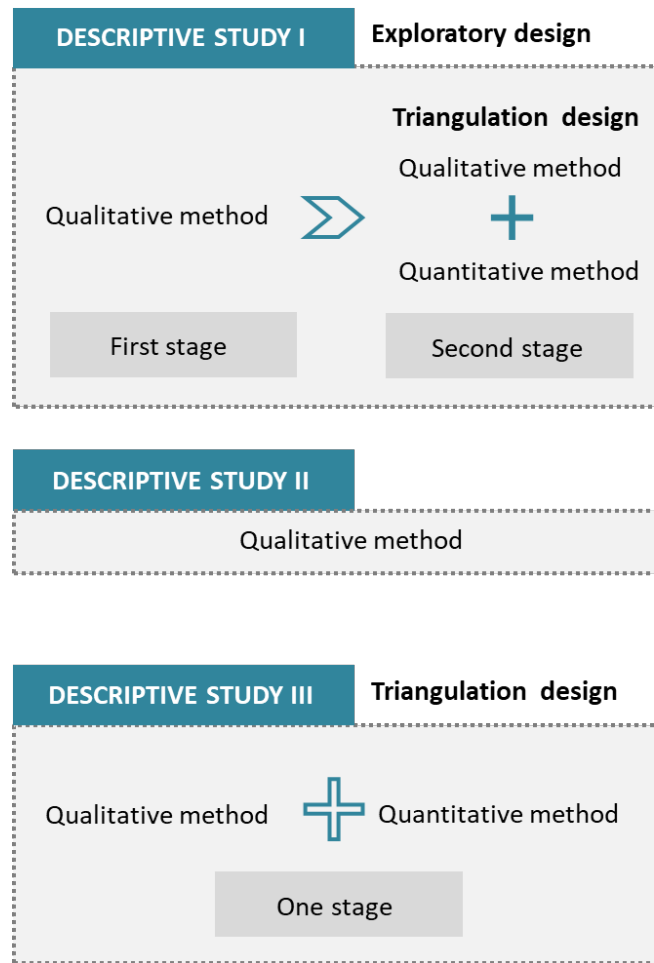 DESCRIPTIVE STUDY I
Exploratory design
Triangulation design
Qualitative method
Qualitative method
Quantitative method
First stage
Second stage
DESCRIPTIVE STUDY II
Qualitative method
DESCRIPTIVE STUDY III
Triangulation design
Qualitative method
Quantitative method
One stage